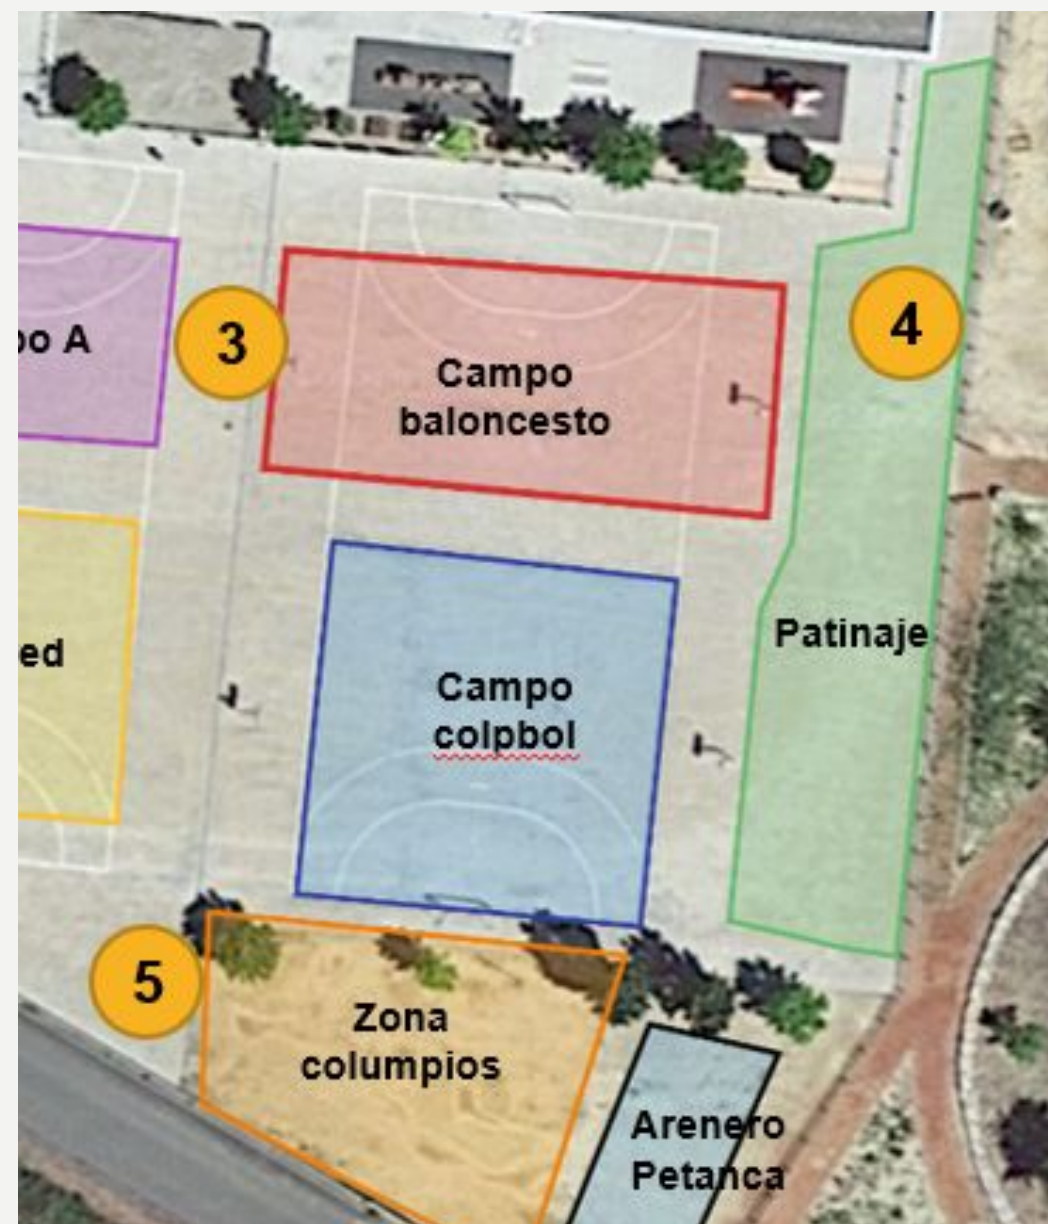 4
3
po A
Campo
baloncesto
Patinaje
ed
Campo
colpbol
5
Zona
columpios
Arenero
Petanca